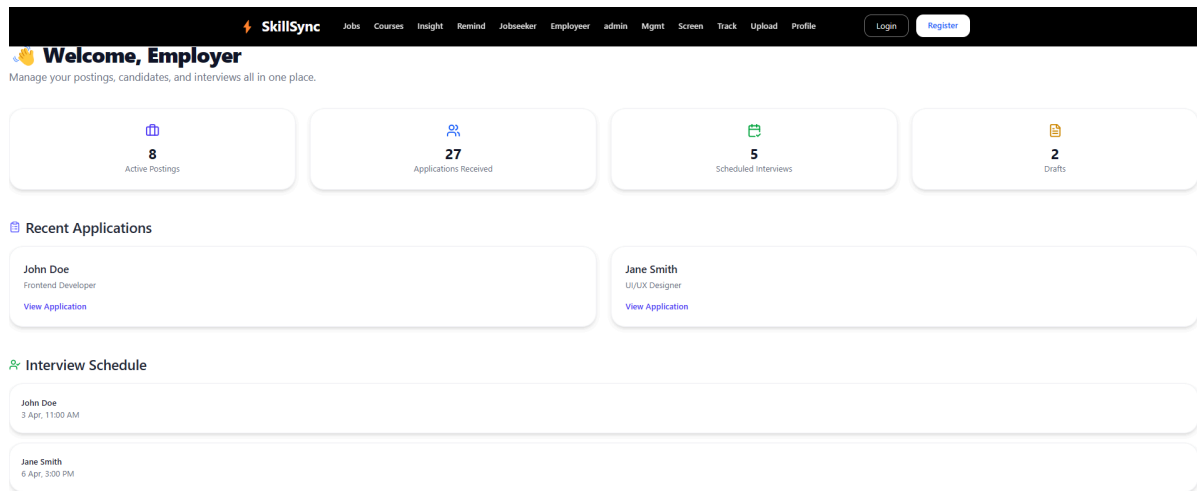 SkillSync Jobs Courses Insight Remind Jobseeker Employeer admin Mgmt Screen Track Upload Profile Login Register
👋 Welcome, Employer
Manage your postings, candidates, and interviews all in one place.
8
Active Postings
27
Applications Received
5
Scheduled Interviews
2
Drafts
Recent Applications
John Doe
Frontend Developer
View Application
Jane Smith
UI/UX Designer
View Application
Interview Schedule
John Doe
3 Apr, 11:00 AM
Jane Smith
6 Apr, 3:00 PM